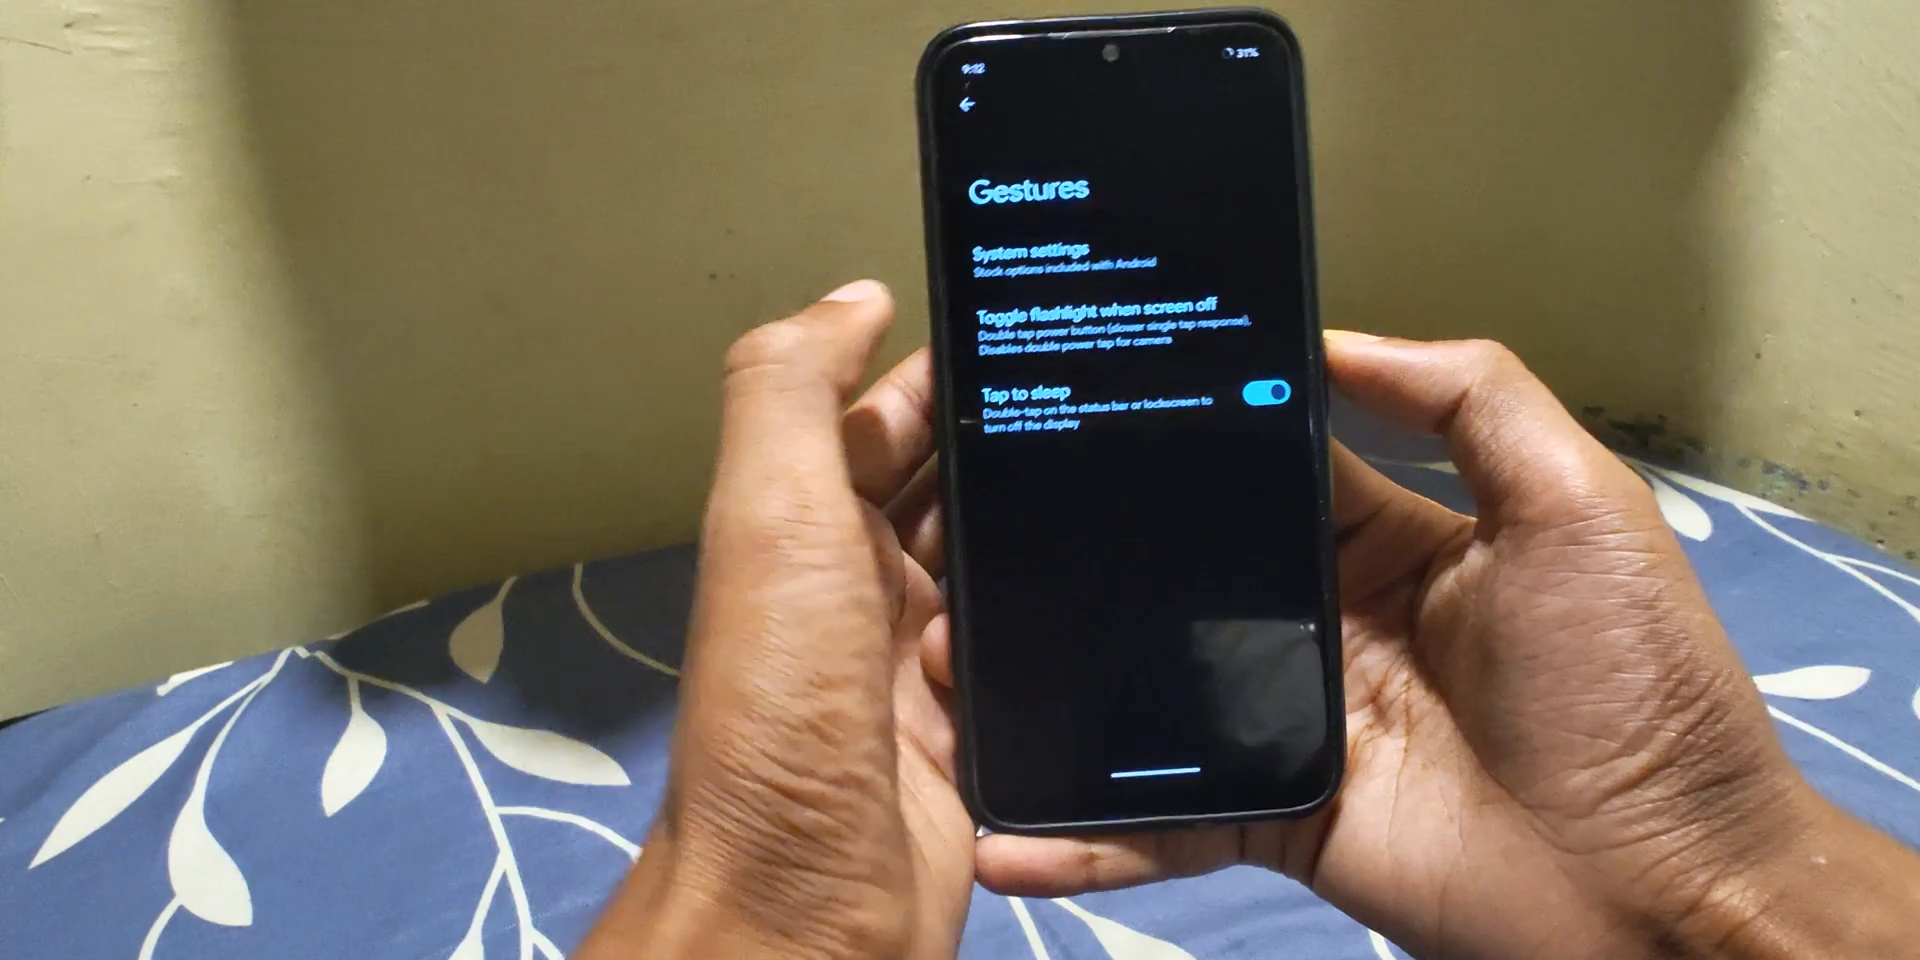 9:12
31%
Gestures
System settings
Stock options included with Android
Toggle flashlight when screen off
Double tap power button (slower single tap response),
Disables double power tap for camera
Tap to sleep
Double-tap on the status bar or lockscreen to
turn off the display